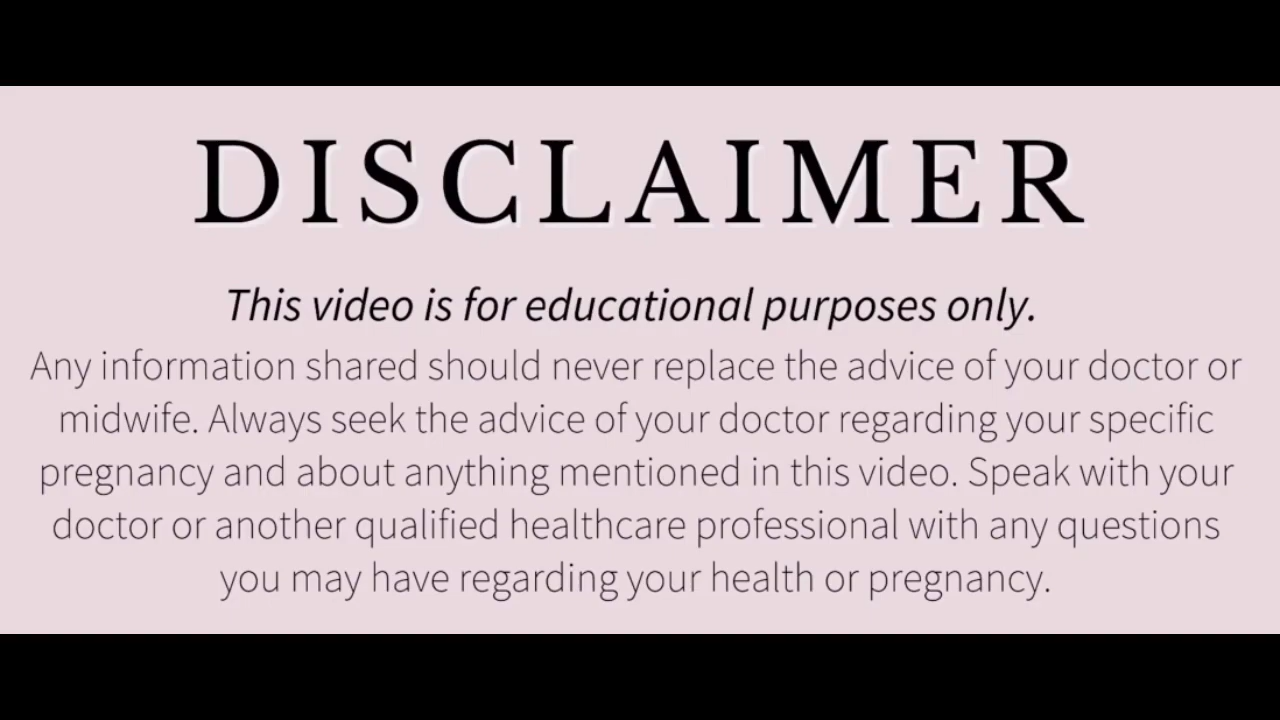 DISCLAIMER
This video is for educational purposes only.
Any information shared should never replace the advice of your doctor or
midwife. Always seek the advice of your doctor regarding your specific
pregnancy and about anything mentioned in this video. Speak with your
doctor or another qualified healthcare professional with any questions
you may have regarding your health or pregnancy.